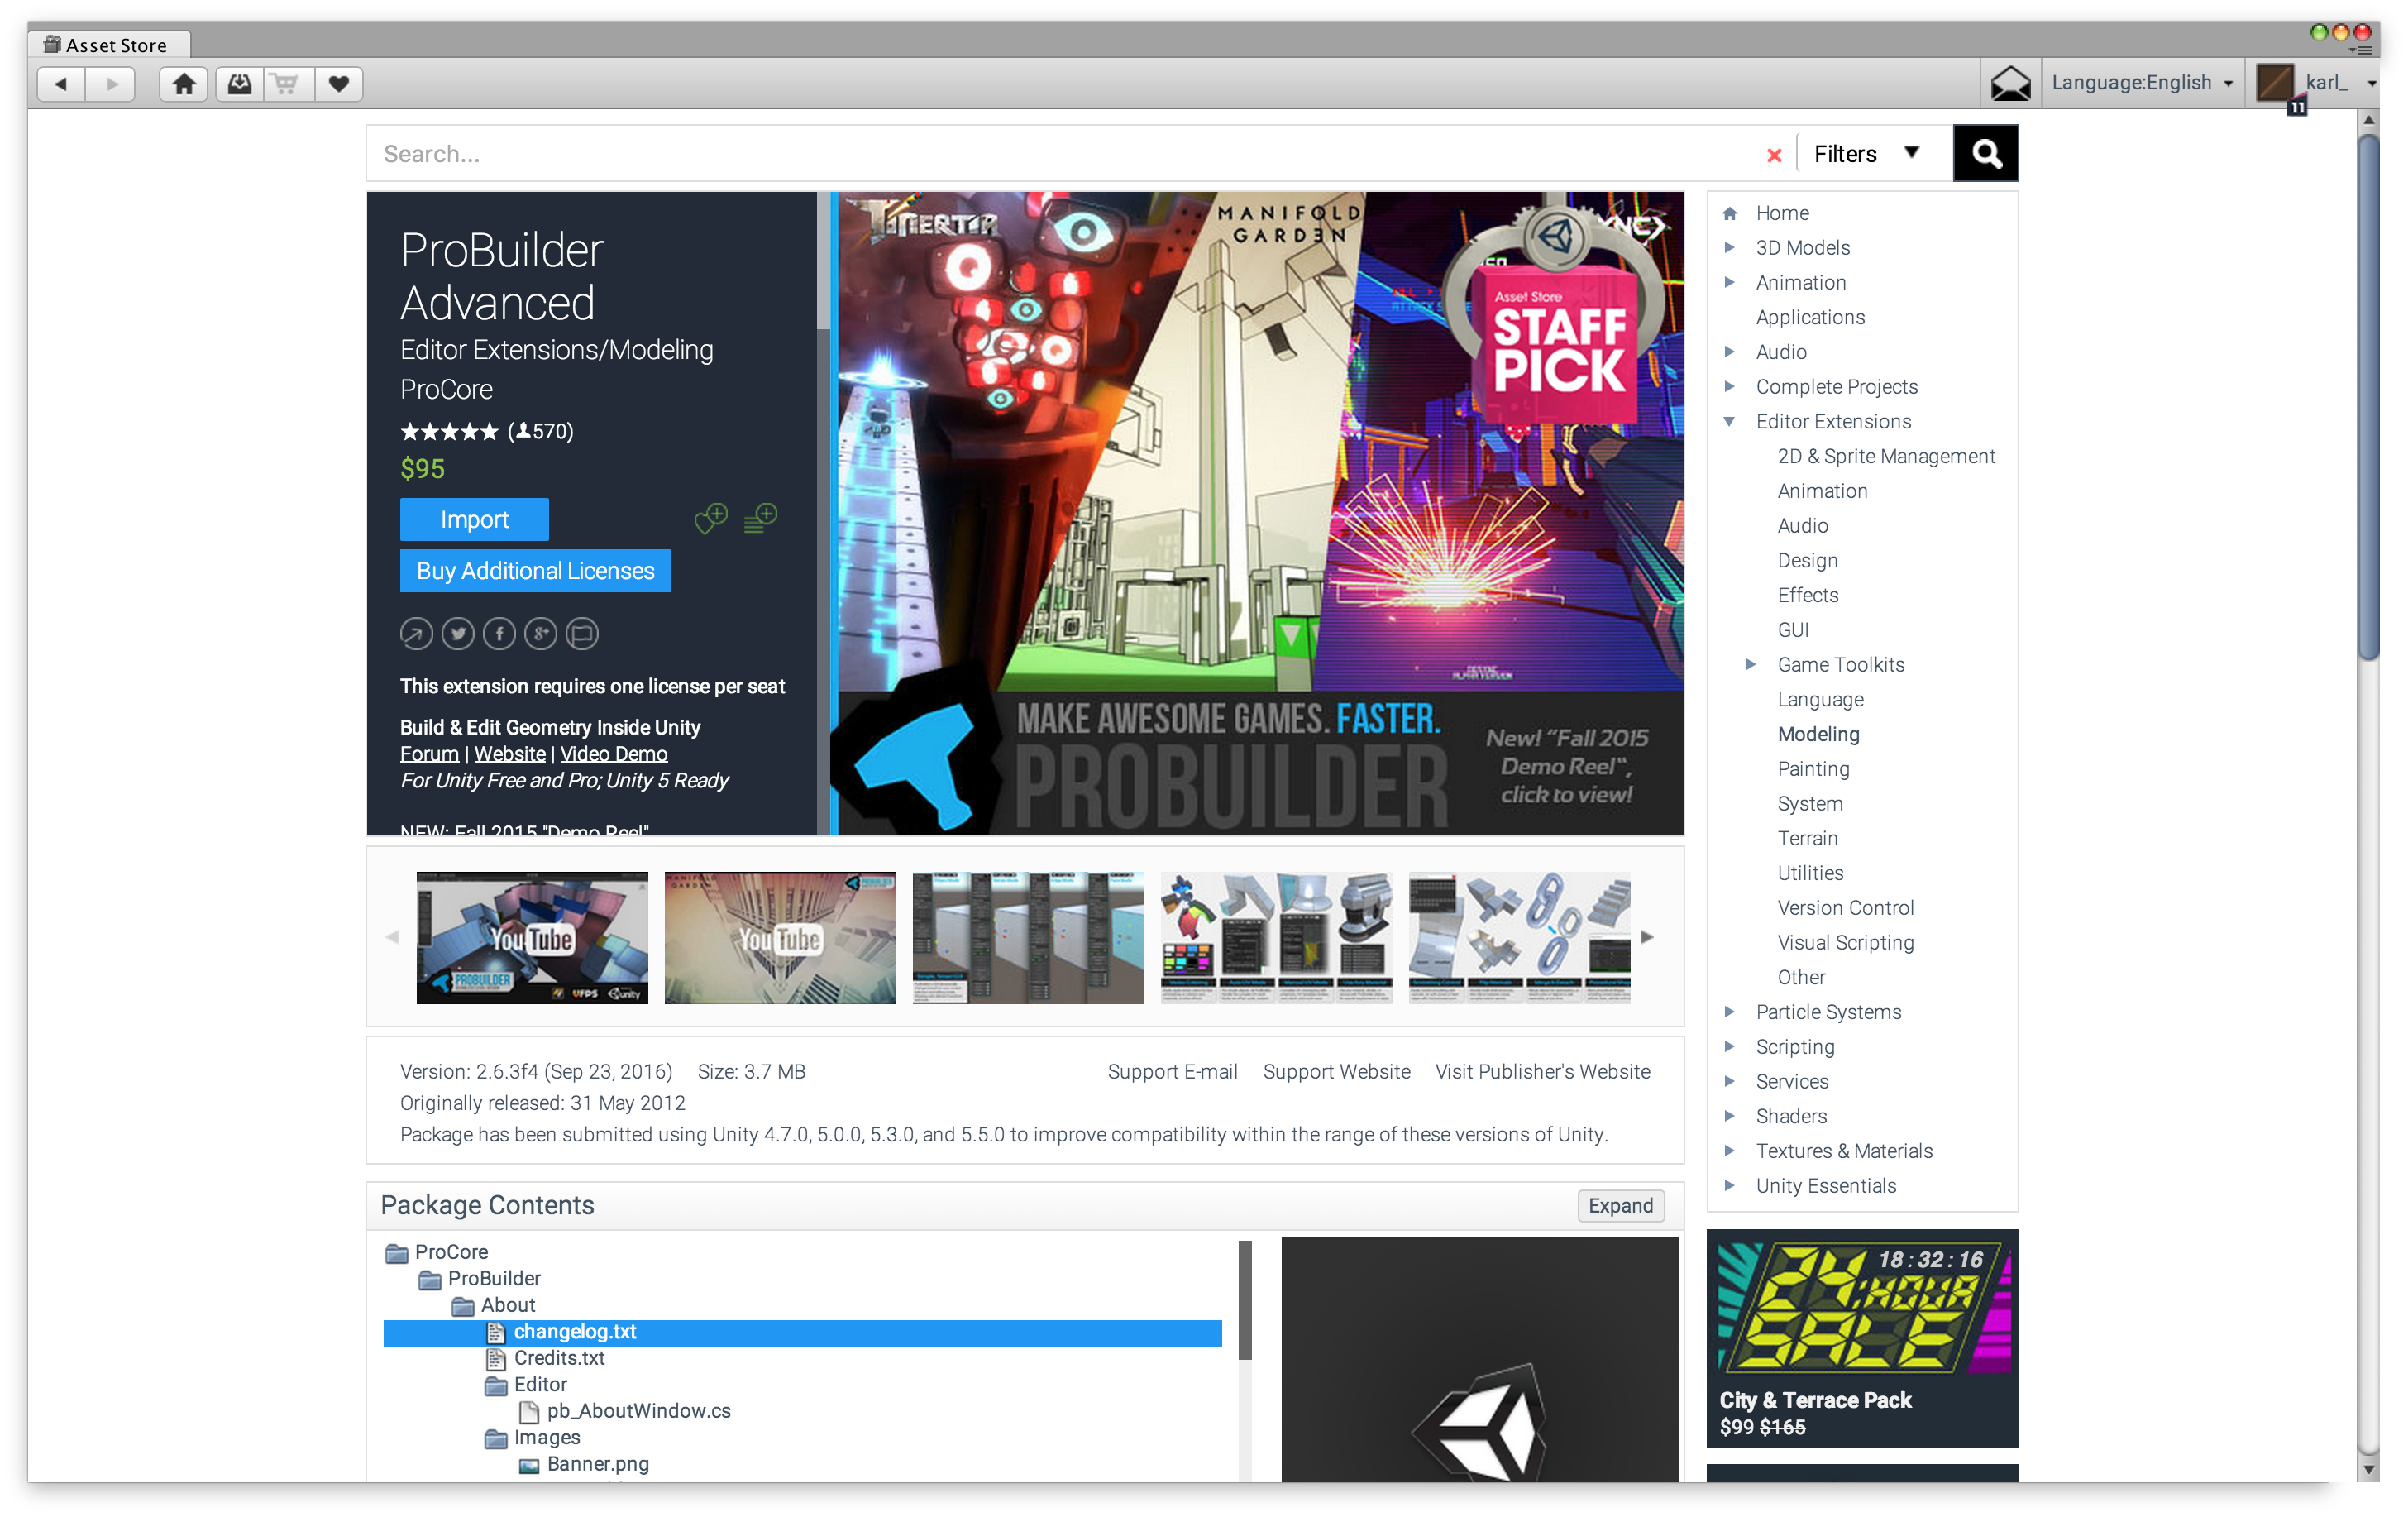 Asset Store
Language:English
karl_
11
Search...
Filters
ProBuilder
Advanced
Editor Extensions/Modeling
ProCore
(570)
$95
Import
Buy Additional Licenses
This extension requires one license per seat
Build & Edit Geometry Inside Unity
Forum | Website | Video Demo
For Unity Free and Pro; Unity 5 Ready
NEW: Fall 2015 "Demo Reel"
MANIFOLD
GARDEN
Asset Store
STAFF
PICK
MAKE AWESOME GAMES. FASTER.
PROBUILDER
New! "Fall 2015
Demo Reel",
click to view!
Home
3D Models
Animation
Applications
Audio
Complete Projects
Editor Extensions
2D & Sprite Management
Animation
Audio
Design
Effects
GUI
Game Toolkits
Language
Modeling
Painting
System
Terrain
Utilities
Version Control
Visual Scripting
Other
Particle Systems
Scripting
Services
Shaders
Textures & Materials
Unity Essentials
YouTube
PROBUILDER
UFPS
unity
MANIFOLD
GARDEN
YouTube
Version: 2.6.3f4 (Sep 23, 2016) Size: 3.7 MB
Support E-mail Support Website Visit Publisher's Website
Originally released: 31 May 2012
Package has been submitted using Unity 4.7.0, 5.0.0, 5.3.0, and 5.5.0 to improve compatibility within the range of these versions of Unity.
Package Contents
Expand
ProCore
ProBuilder
About
changelog.txt
Credits.txt
Editor
pb_AboutWindow.cs
Images
Banner.png
18:32:16
24 HOUR
SALE
City & Terrace Pack
$99 $165